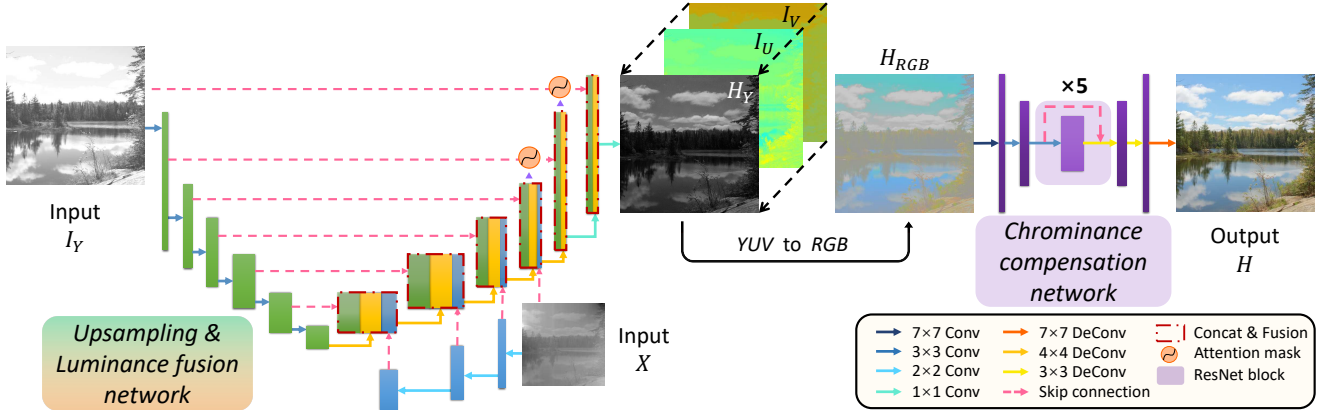 Input
I_Y
Upsampling &
Luminance fusion
network
Input
X
I_V
I_U
H_Y
YUV to RGB
H_RGB
×5
Chrominance
compensation
network
Output
H
7×7 Conv
3×3 Conv
2×2 Conv
1×1 Conv
7×7 DeConv
4×4 DeConv
3×3 DeConv
Skip connection
Concat & Fusion
Attention mask
ResNet block